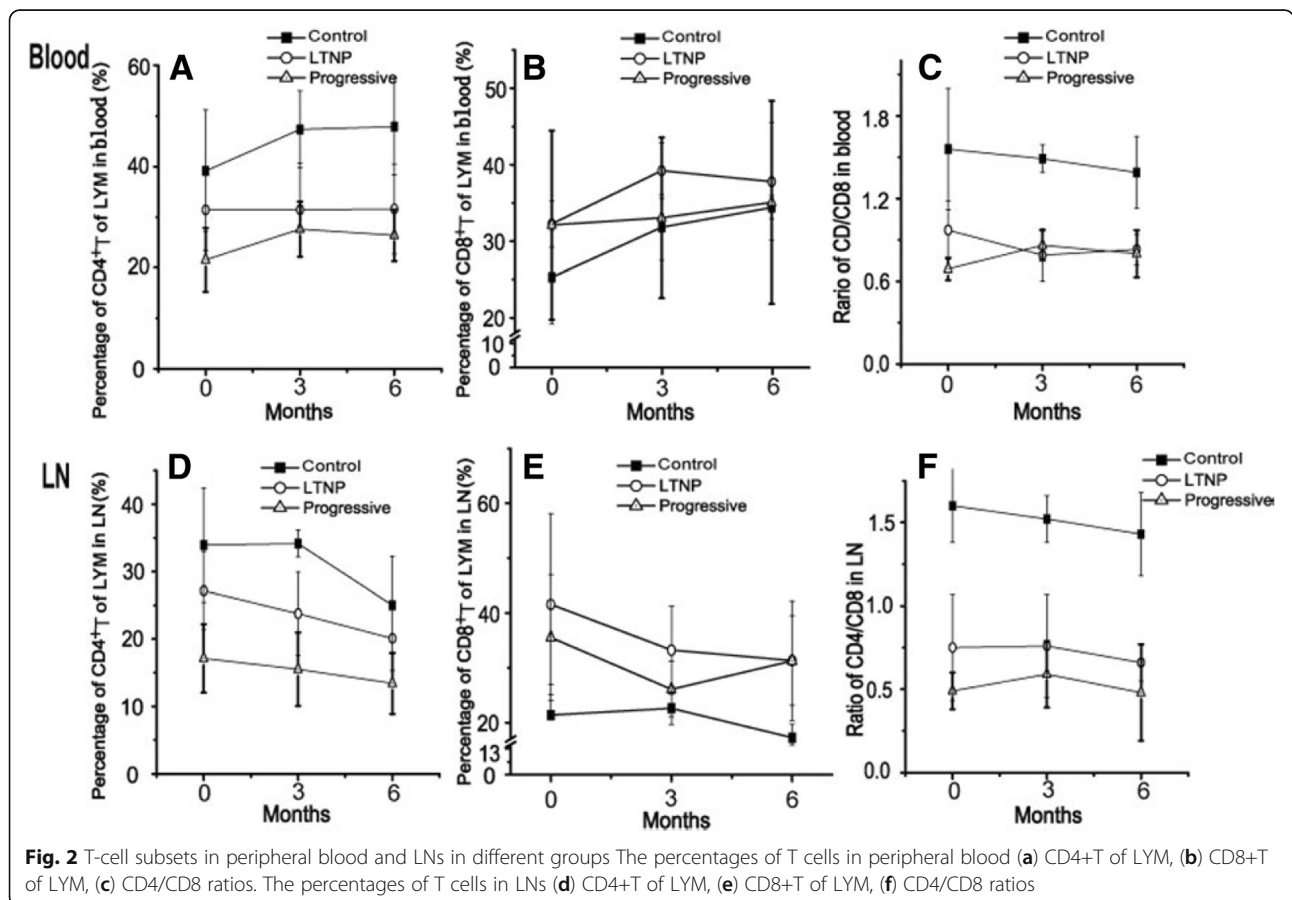 Blood
A
Control
LTNP
Progressive
Percentage of CD4+T of LYM in blood (%)
60
40
20
0
0 3 6
Months
B
Control
LTNP
Progressive
Percentage of CD8+T of LYM in blood (%)
50
40
30
20
10
0
0 3 6
Months
C
Control
LTNP
Progressive
Rario of CD/CD8 in blood
1.8
1.2
0.6
0.0
0 3 6
Months
LN
D
Control
LTNP
Progressive
Percentage of CD4+T of LYM in LN(%)
40
30
20
10
0
0 3 6
Months
E
Control
LTNP
Progressive
Percentage of CD8+T of LYM in LN(%)
60
40
20
13
0
0 3 6
Months
F
Control
LTNP
Progressive
Ratio of CD4/CD8 in LN
1.5
1.0
0.5
0.0
0 3 6
Months
Fig. 2 T-cell subsets in peripheral blood and LNs in different groups The percentages of T cells in peripheral blood (a) CD4+T of LYM, (b) CD8+T
of LYM, (c) CD4/CD8 ratios. The percentages of T cells in LNs (d) CD4+T of LYM, (e) CD8+T of LYM, (f) CD4/CD8 ratios